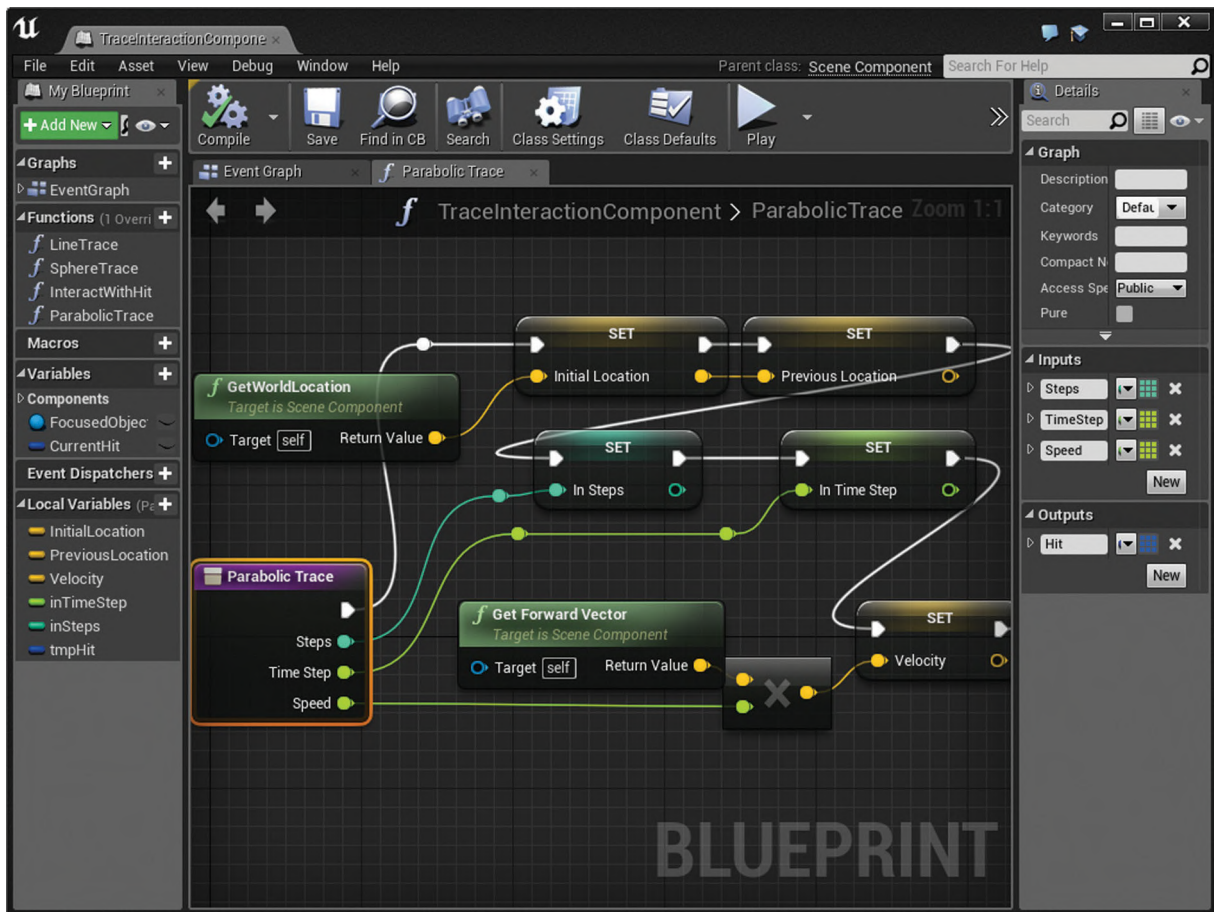 TraceInteractionCompone
File Edit Asset View Debug Window Help
Parent class: Scene Component
Search For Help
My Blueprint
Add New
Graphs
EventGraph
Functions (1 Overri
LineTrace
SphereTrace
InteractWithHit
ParabolicTrace
Macros
Variables
Components
FocusedObjec
CurrentHit
Event Dispatchers
Local Variables (Pa
InitialLocation
PreviousLocation
Velocity
inTimeStep
inSteps
tmpHit
Compile Save Find in CB Search Class Settings Class Defaults Play
Event Graph Parabolic Trace
f TraceInteractionComponent > ParabolicTrace Zoom 1:1
SET
Initial Location
SET
Previous Location
f GetWorldLocation
Target is Scene Component
Target self Return Value
SET
In Steps
SET
In Time Step
Parabolic Trace
Steps
Time Step
Speed
f Get Forward Vector
Target is Scene Component
Target self Return Value
SET
Velocity
BLUEPRINT
Details
Search
Graph
Description
Category Defau
Keywords
Compact N
Access Spe Public
Pure
Inputs
Steps
TimeStep
Speed
New
Outputs
Hit
New